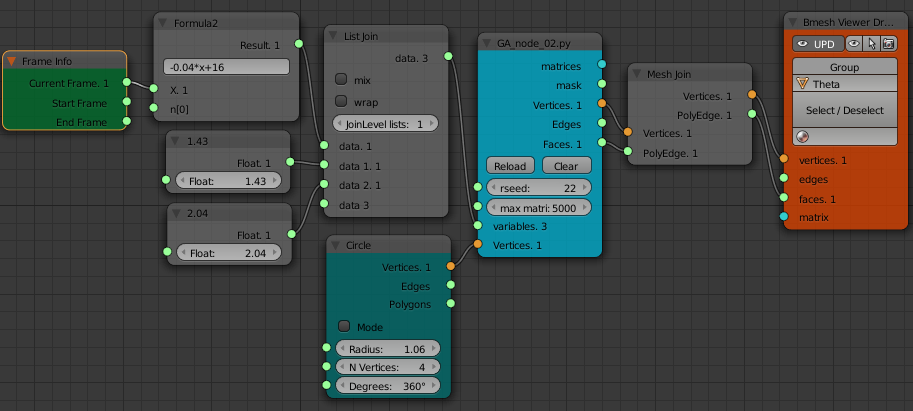 Frame Info
Current Frame. 1
Start Frame
End Frame
Formula2
Result. 1
-0.04*x+16
X. 1
n[0]
1.43
Float. 1
Float: 1.43
2.04
Float. 1
Float: 2.04
List Join
data. 3
mix
wrap
JoinLevel lists: 1
data. 1
data 1. 1
data 2. 1
data 3
Circle
Vertices. 1
Edges
Polygons
Mode
Radius: 1.06
N Vertices: 4
Degrees: 360°
GA_node_02.py
matrices
mask
Vertices. 1
Edges
Faces. 1
Reload Clear
rseed: 22
max matri: 5000
variables. 3
Vertices. 1
Mesh Join
Vertices. 1
PolyEdge. 1
Vertices. 1
PolyEdge. 1
Bmesh Viewer Dr...
UPD
Group
Theta
Select / Deselect
vertices. 1
edges
faces. 1
matrix